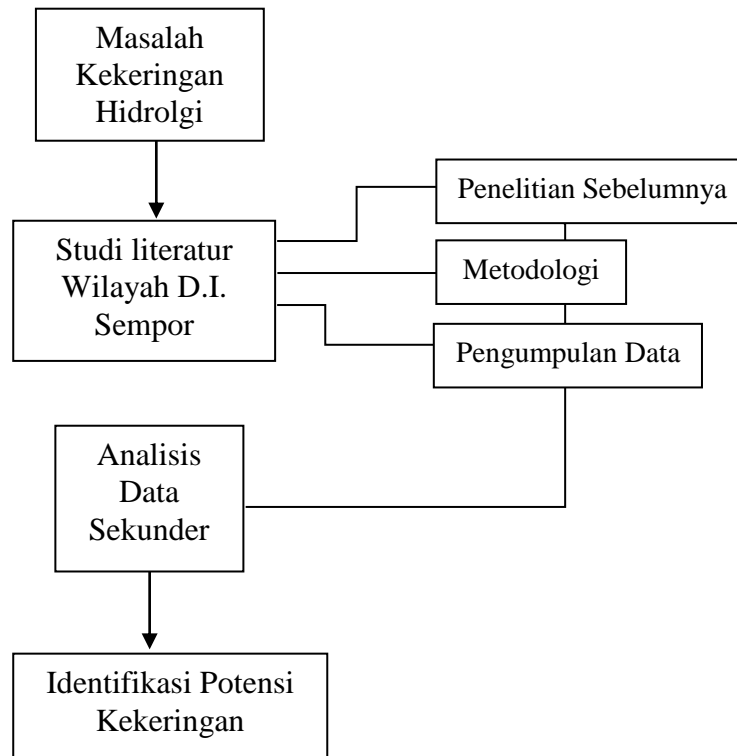 Masalah
Kekeringan
Hidrolgi
Studi literatur
Wilayah D.I.
Sempor
Penelitian Sebelumnya
Metodologi
Pengumpulan Data
Analisis
Data
Sekunder
Identifikasi Potensi
Kekeringan